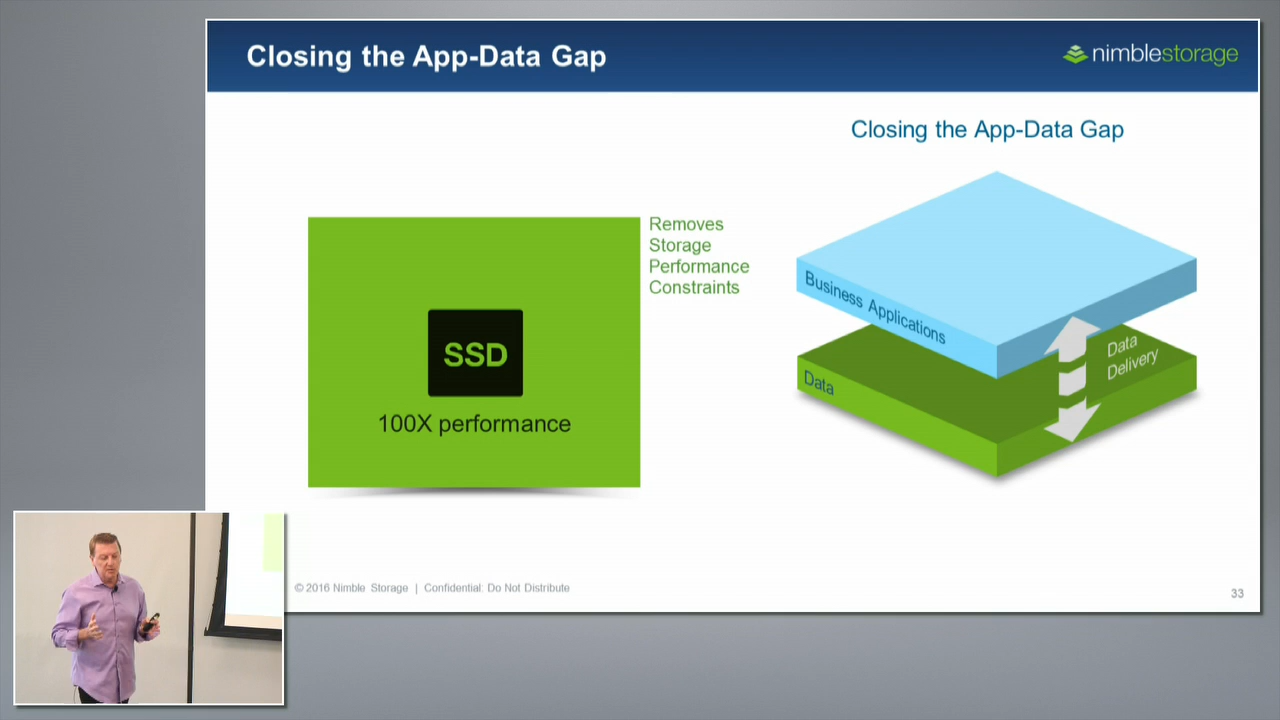 Closing the App-Data Gap
nimblestorage
Closing the App-Data Gap
Removes
Storage
Performance
Constraints
SSD
100X performance
Business Applications
Data
Delivery
Data
© 2016 Nimble Storage | Confidential: Do Not Distribute
33